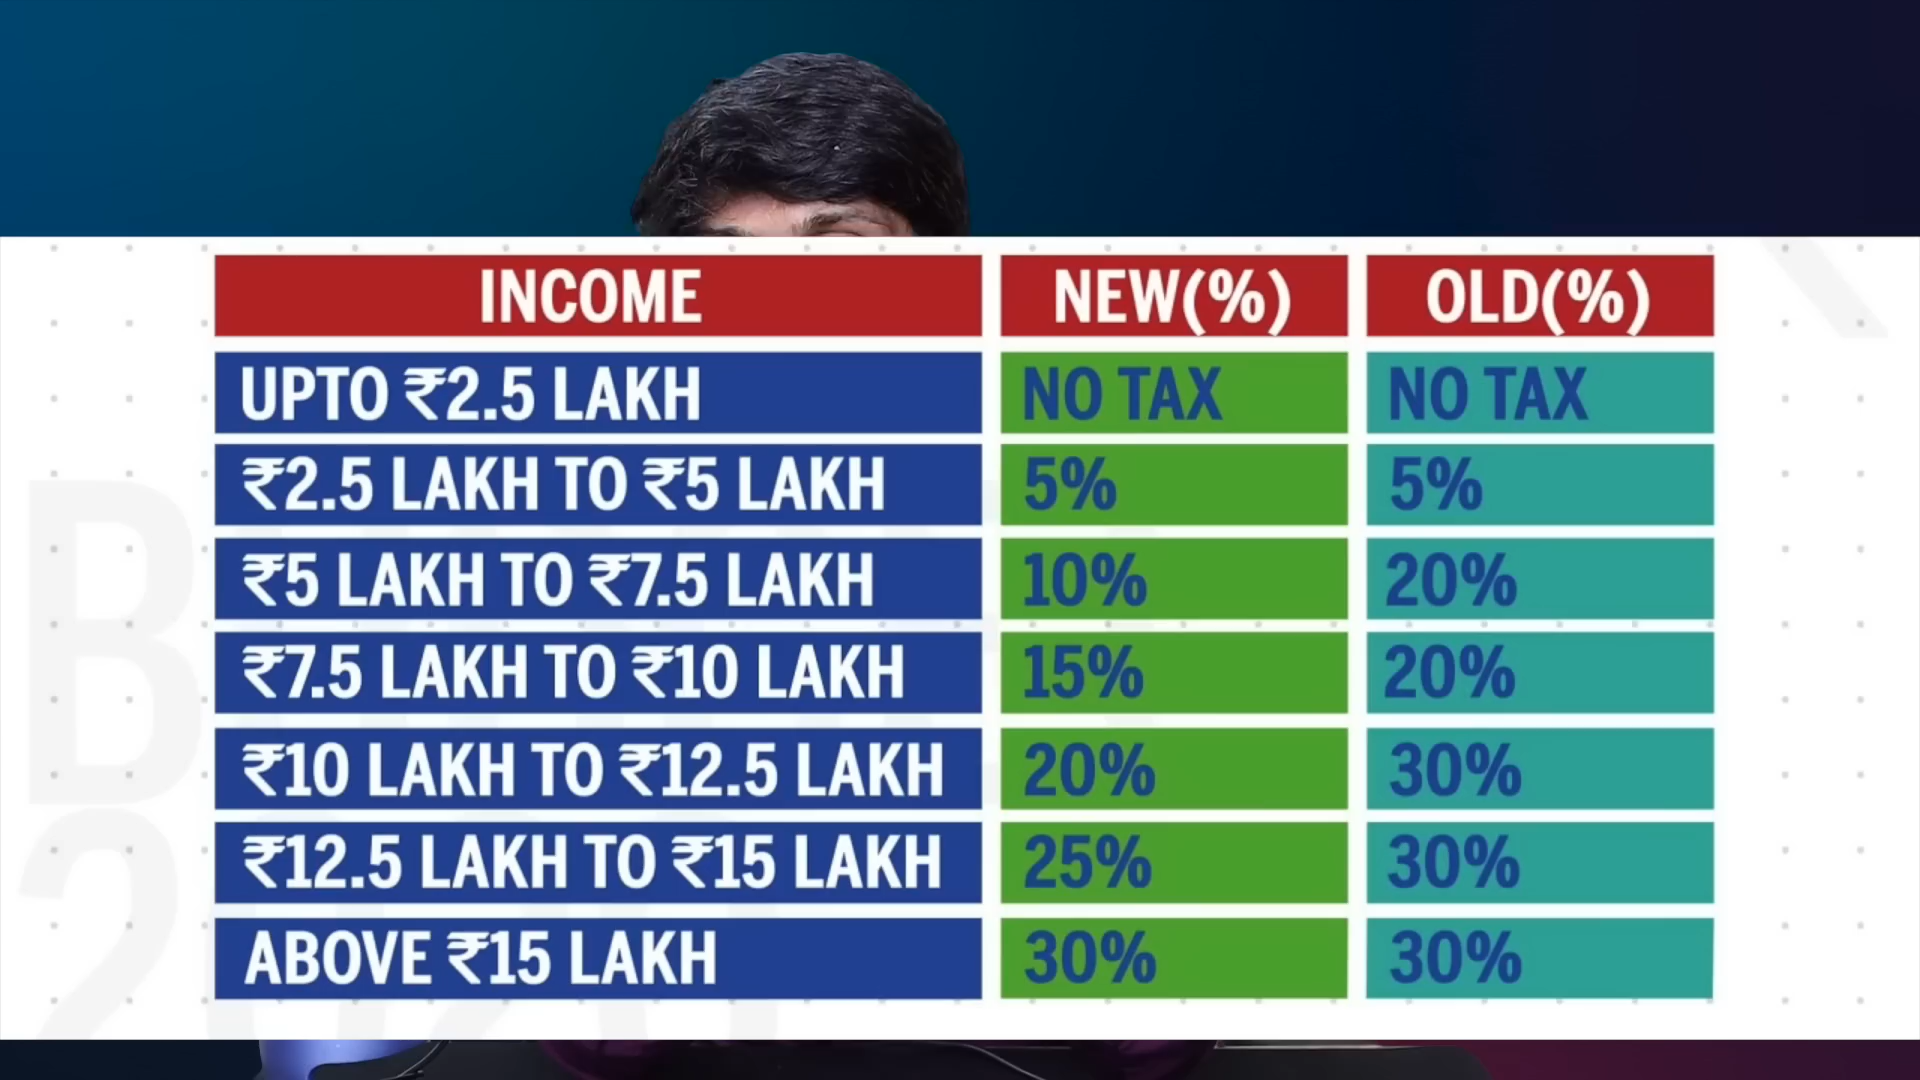 INCOME NEW(%) OLD(%)
UPTO ₹2.5 LAKH NO TAX NO TAX
₹2.5 LAKH TO ₹5 LAKH 5% 5%
₹5 LAKH TO ₹7.5 LAKH 10% 20%
₹7.5 LAKH TO ₹10 LAKH 15% 20%
₹10 LAKH TO ₹12.5 LAKH 20% 30%
₹12.5 LAKH TO ₹15 LAKH 25% 30%
ABOVE ₹15 LAKH 30% 30%